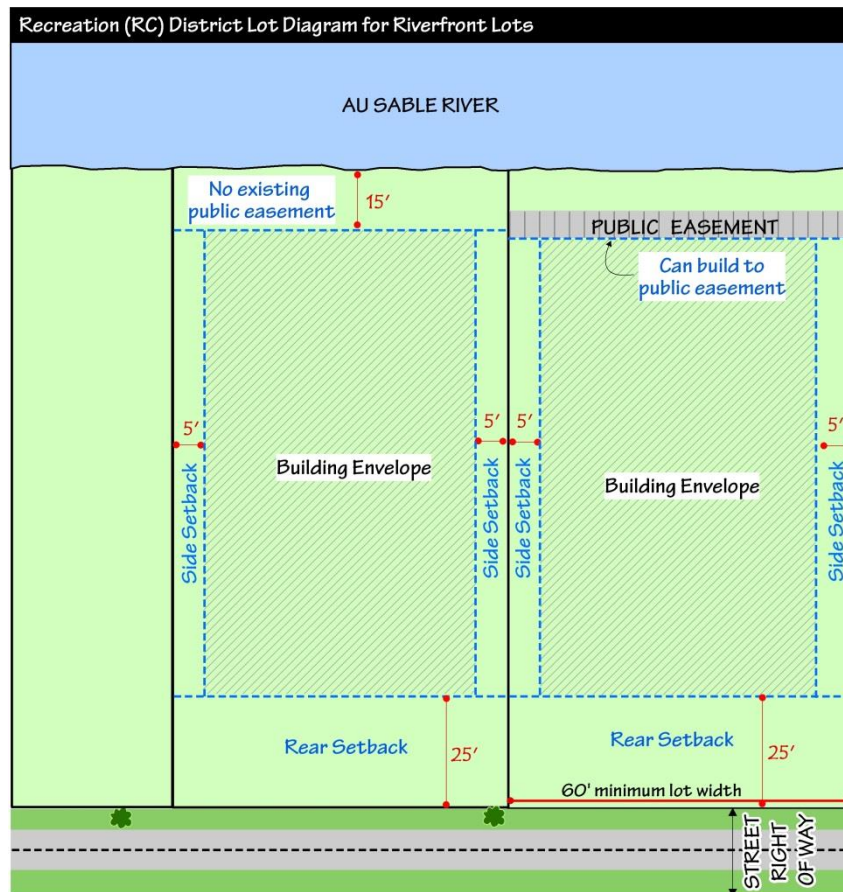 Recreation (RC) District Lot Diagram for Riverfront Lots
AU SABLE RIVER
No existing
public easement
15′
PUBLIC EASEMENT
Can build to
public easement
5′
5′
5′
5′
Building Envelope
Building Envelope
Side Setback
Side Setback
Side Setback
Side Setback
Rear Setback
25′
Rear Setback
25′
60' minimum lot width
STREET
RIGHT
OF WAY